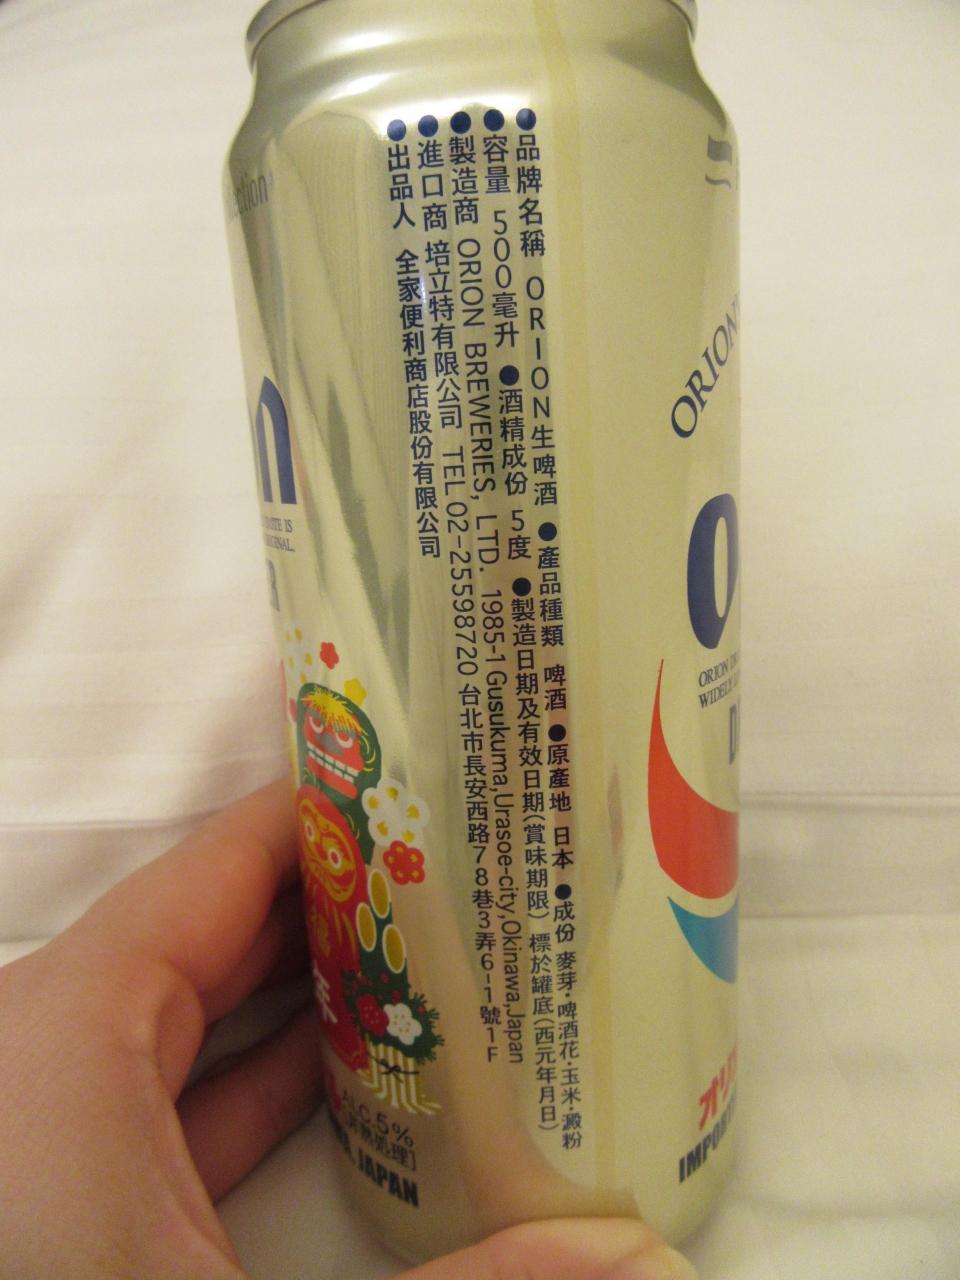 ●品牌名稱 ORION生啤酒 ●產品種類 啤酒 ●原產地 日本 ●成份 麥芽·啤酒花·玉米·澱粉
●容量 500毫升 ●酒精成份 5度 ●製造日期及有效日期(賞味期限) 標於罐底(西元年月日)
●製造商 ORION BREWERIES, LTD. 1985-1 Gusukuma,Urasoe-city,Okinawa,Japan
●進口商 培立特有限公司 TEL 02-25598720 台北市長安西路78巷3弄6-1號1F
●出品人 全家便利商店股份有限公司
ALC.5%
JAPAN
ORION
WIDELY